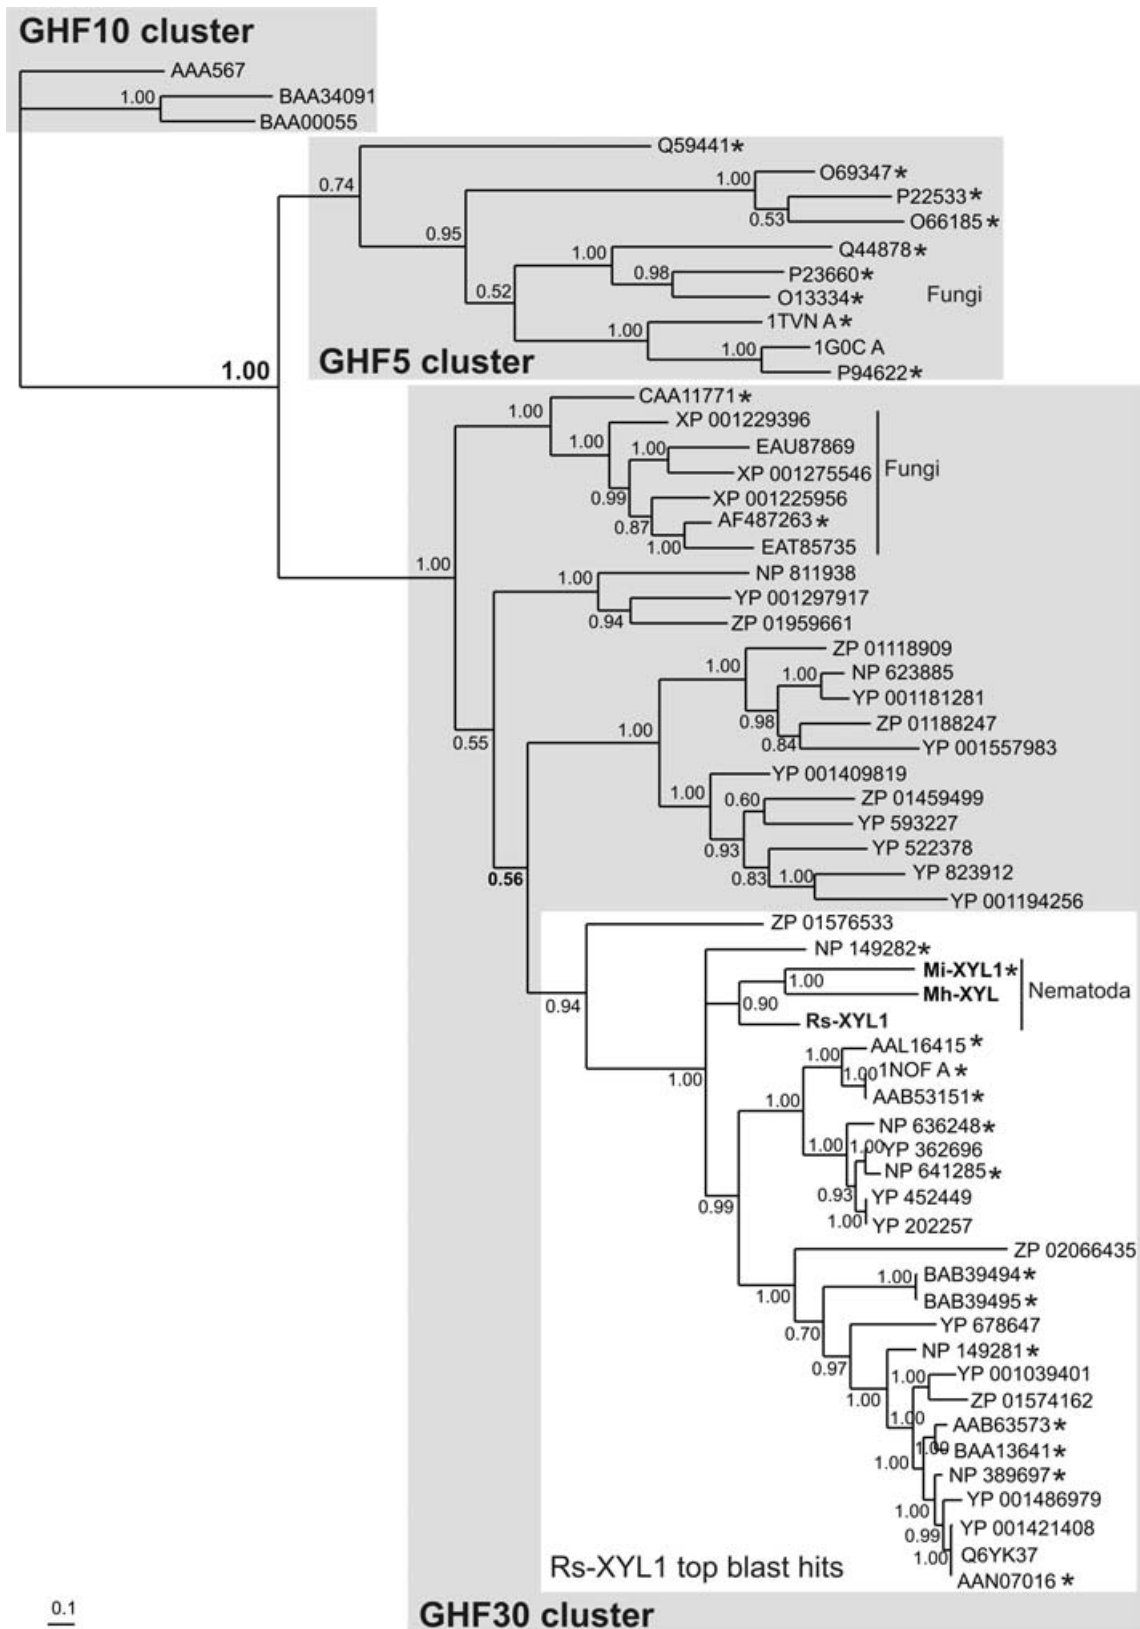 GHF10 cluster
AAA567
1.00
BAA34091
BAA00055
Q59441*
0.74
1.00
O69347*
P22533*
0.53
O66185*
0.95
1.00
Q44878*
0.98
P23660*
0.52
O13334*
Fungi
1TVN A*
1.00
1.00
1G0C A
P94622*
1.00
GHF5 cluster
CAA11771*
1.00
XP 001229396
1.00
1.00
EAU87869
XP 001275546
Fungi
0.99
XP 001225956
0.87
AF487263*
1.00
EAT85735
1.00
1.00
NP 811938
YP 001297917
0.94
ZP 01959661
ZP 01118909
1.00
1.00
NP 623885
YP 001181281
0.98
ZP 01188247
0.55
1.00
0.84
YP 001557983
YP 001409819
1.00
0.60
ZP 01459499
YP 593227
0.93
YP 522378
0.56
0.83
1.00
YP 823912
YP 001194256
ZP 01576533
NP 149282*
Mi-XYL1*
1.00
Mh-XYL
Nematoda
0.94
0.90
Rs-XYL1
1.00
AAL16415*
1.00
1.00
1NOF A*
AAB53151*
1.00
NP 636248*
1.00
1.00
YP 362696
NP 641285*
0.93
YP 452449
0.99
1.00
YP 202257
ZP 02066435
1.00
1.00
BAB39494*
BAB39495*
0.70
YP 678647
0.97
NP 149281*
1.00
1.00
YP 001039401
ZP 01574162
1.00
AAB63573*
1.00
BAA13641*
1.00
NP 389697*
1.00
YP 001486979
0.99
YP 001421408
1.00
Q6YK37
AAN07016*
Rs-XYL1 top blast hits
0.1
GHF30 cluster